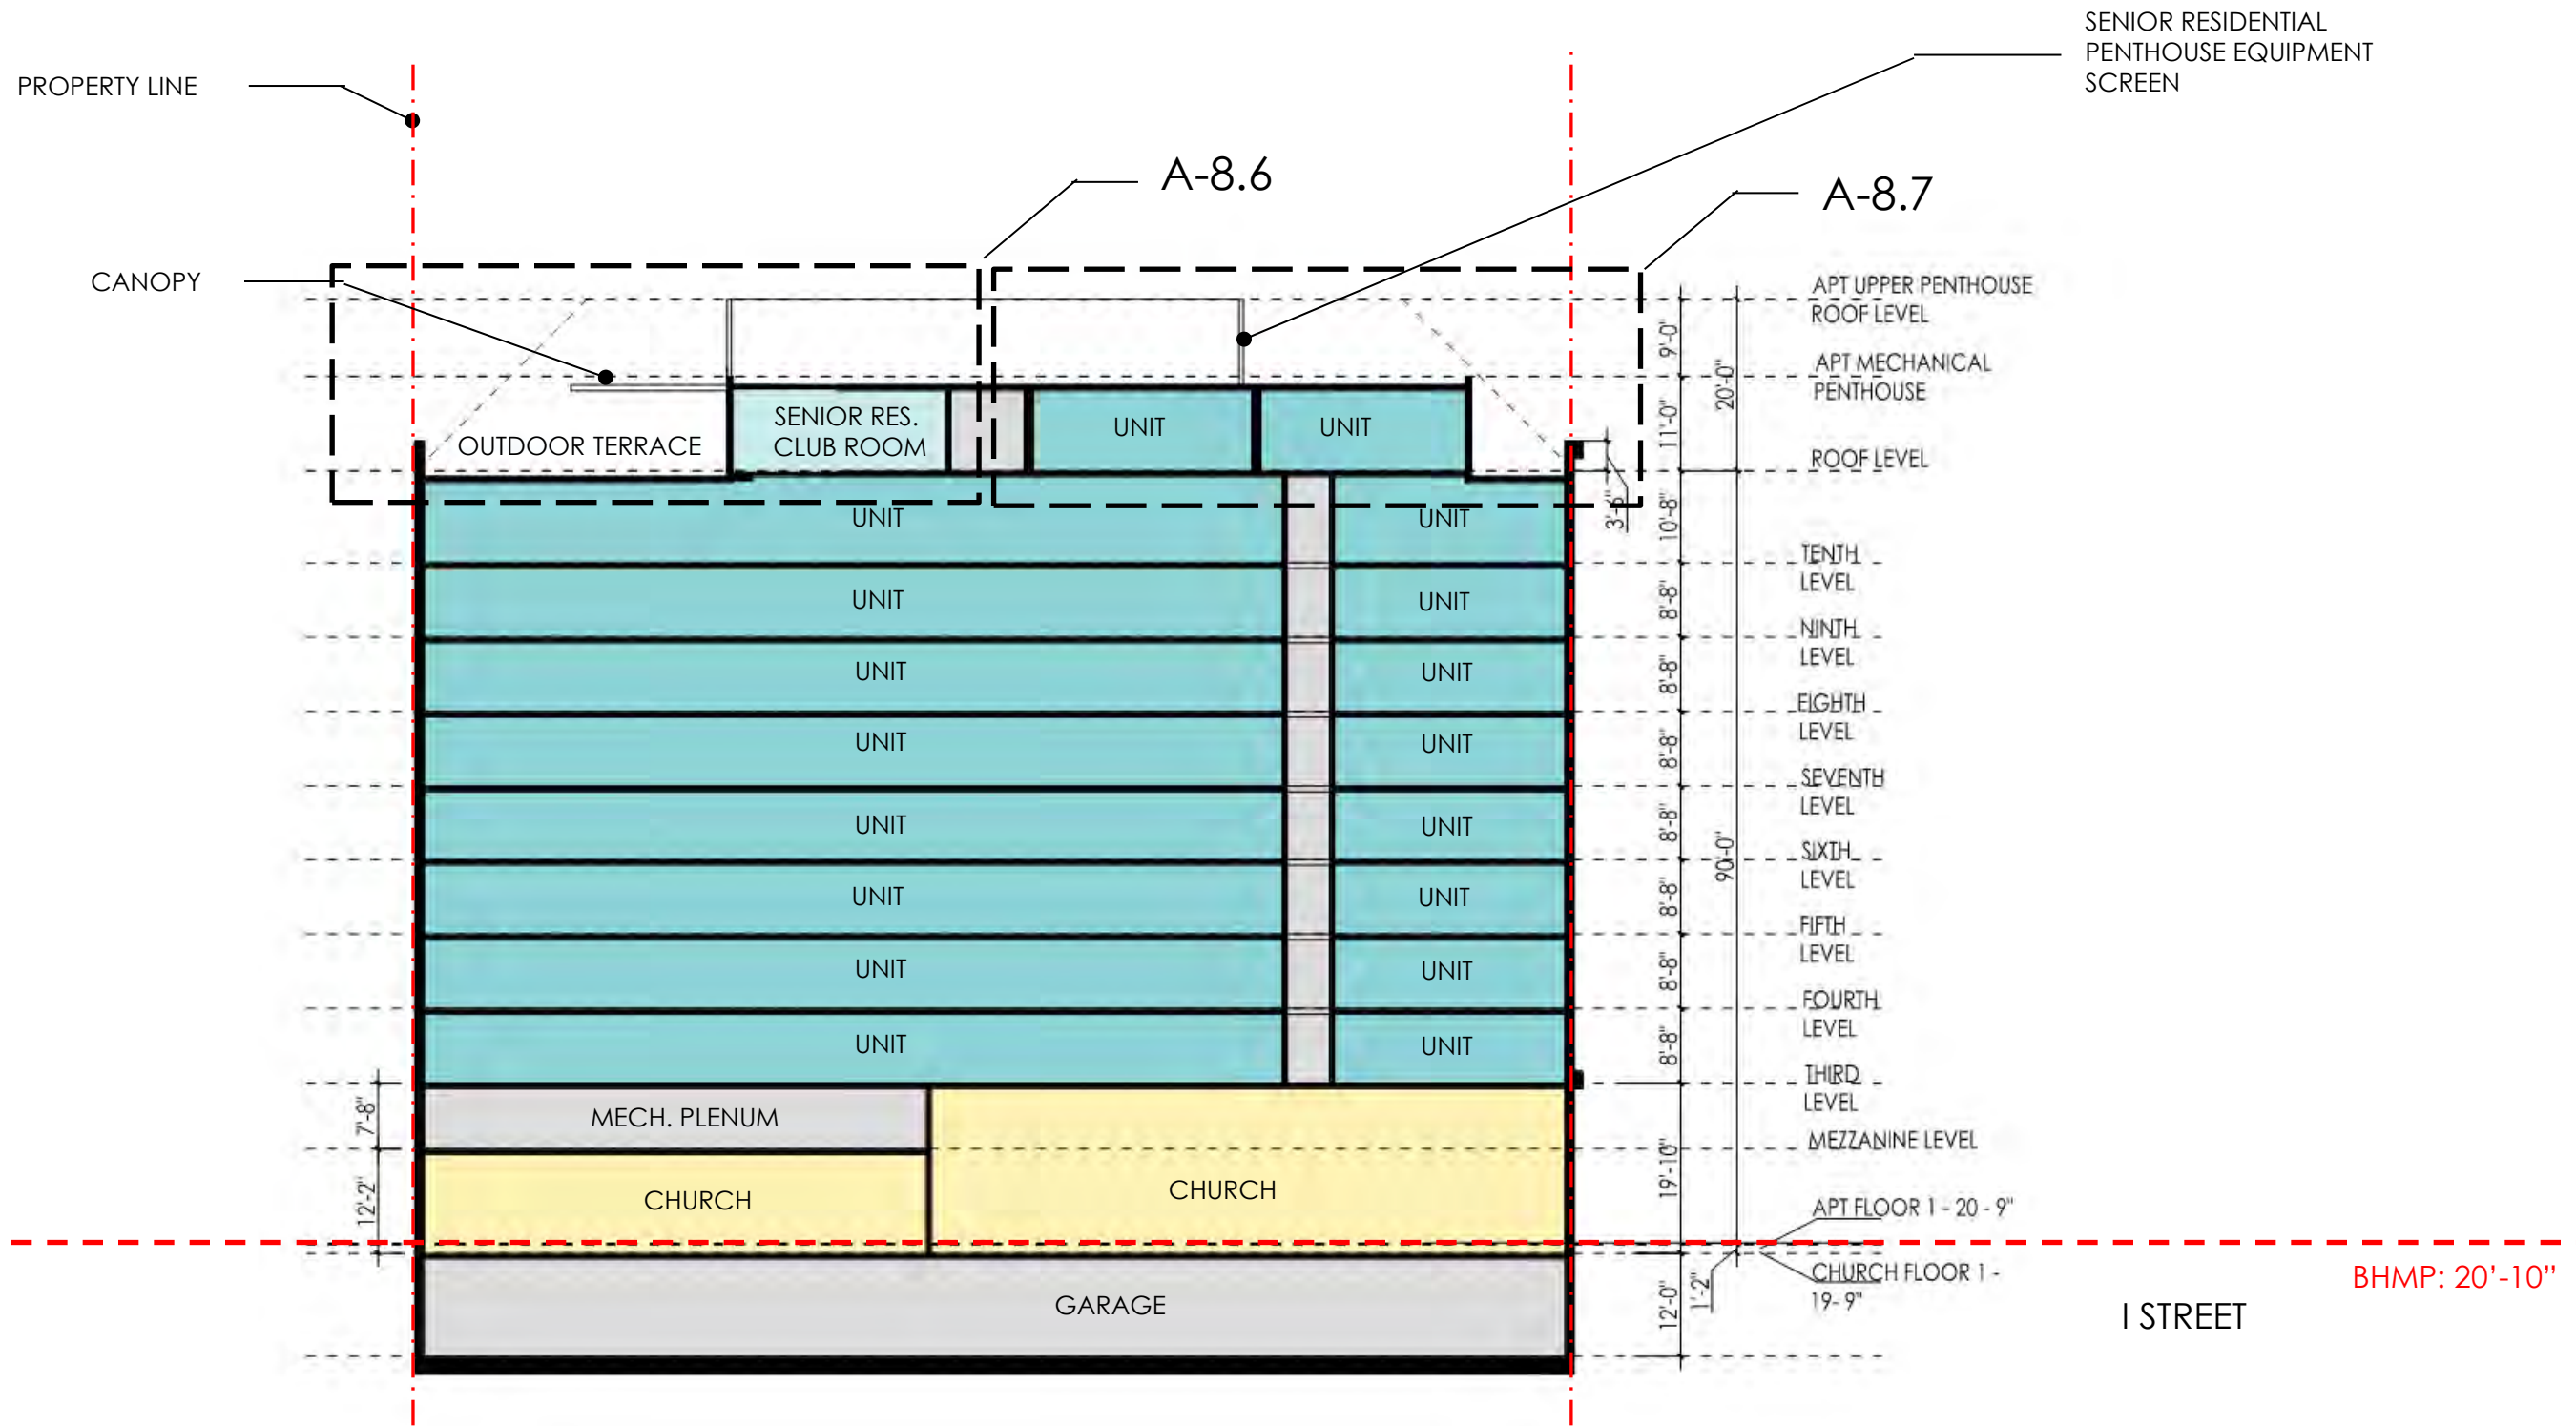 SENIOR RESIDENTIAL
PENTHOUSE EQUIPMENT
SCREEN
PROPERTY LINE
A-8.6
A-8.7
CANOPY
APT UPPER PENTHOUSE
ROOF LEVEL
9'-0"
APT MECHANICAL
PENTHOUSE
20'-0"
11'-0"
SENIOR RES.
CLUB ROOM
UNIT
UNIT
OUTDOOR TERRACE
ROOF LEVEL
3'-6"
10'-8"
UNIT
UNIT
TENTH
LEVEL
8'-8"
UNIT
UNIT
NINTH
LEVEL
8'-8"
UNIT
UNIT
EIGHTH
LEVEL
8'-8"
UNIT
UNIT
SEVENTH
LEVEL
8'-8"
UNIT
UNIT
90'-0"
SIXTH
LEVEL
8'-8"
UNIT
UNIT
FIFTH
LEVEL
8'-8"
UNIT
UNIT
FOURTH
LEVEL
8'-8"
UNIT
UNIT
THIRD
LEVEL
7'-8"
MECH. PLENUM
MEZZANINE LEVEL
19'-10"
12'-2"
CHURCH
CHURCH
APT FLOOR 1 - 20 - 9"
CHURCH FLOOR 1 -
19- 9"
BHMP: 20'-10"
1'-2"
12'-0"
GARAGE
I STREET